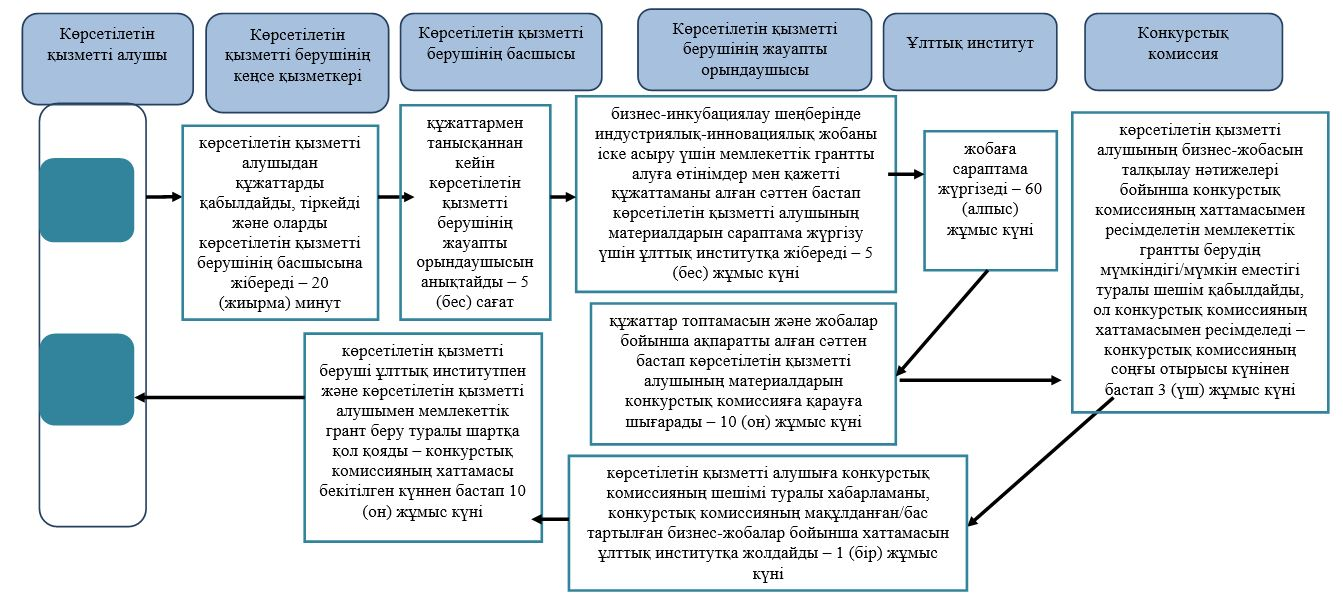 Көрсетілетін
қызметті алушы
Көрсетілетін
қызметті берушінің
кеңсе қызметкері
Көрсетілетін қызметті
берушінің басшысы
Көрсетілетін қызметті
берушінің жауапты
орындаушысы
Ұлттық институт
Конкурстық
комиссия
көрсетілетін қызметті
алушыдан
құжаттарды
қабылдайды, тіркейді
және оларды
көрсетілетін қызметті
берушінің басшысына
жібереді – 20
(жиырма) минут
құжаттармен
танысқаннан
кейін
көрсетілетін
қызметті
берушінің
жауапты
орындаушысын
анықтайды – 5
(бес) сағат
бизнес-инкубациялау шеңберінде
индустриялық-инновациялық жобаны
іске асыру үшін мемлекеттік грантты
алуға өтінімдер мен қажетті
құжаттаманы алған сәттен бастап
көрсетілетін қызметті алушының
материалдарын сараптама жүргізу
үшін ұлттық институтқа жібереді – 5
(бес) жұмыс күні
жобаға
сараптама
жүргізеді – 60
(алпыс)
жұмыс күні
көрсетілетін қызметті
алушының бизнес-жобасын
талқылау нәтижелері
бойынша конкурстық
комиссияның хаттамасымен
ресімделетін мемлекеттік
грантты берудің
мүмкіндігі/мүмкін еместігі
туралы шешім қабылдайды,
ол конкурстық комиссияның
хаттамасымен ресімделеді –
конкурстық комиссияның
соңғы отырысы күнінен
бастап 3 (үш) жұмыс күні
құжаттар топтамасын және жобалар
бойынша ақпаратты алған сәттен
бастап көрсетілетін қызметті
алушының материалдарын
конкурстық комиссияға қарауға
шығарады – 10 (он) жұмыс күні
көрсетілетін қызметті
беруші ұлттық институтпен
және көрсетілетін қызметті
алушымен мемлекеттік
грант беру туралы шартқа
қол қояды – конкурстық
комиссияның хаттамасы
бекітілген күннен бастап 10
(он) жұмыс күні
көрсетілетін қызметті алушыға конкурстық
комиссияның шешімі туралы хабарламаны,
конкурстық комиссияның мақұлданған/бас
тартылған бизнес-жобалар бойынша хаттамасын
ұлттық институтқа жолдайды – 1 (бір) жұмыс
күні